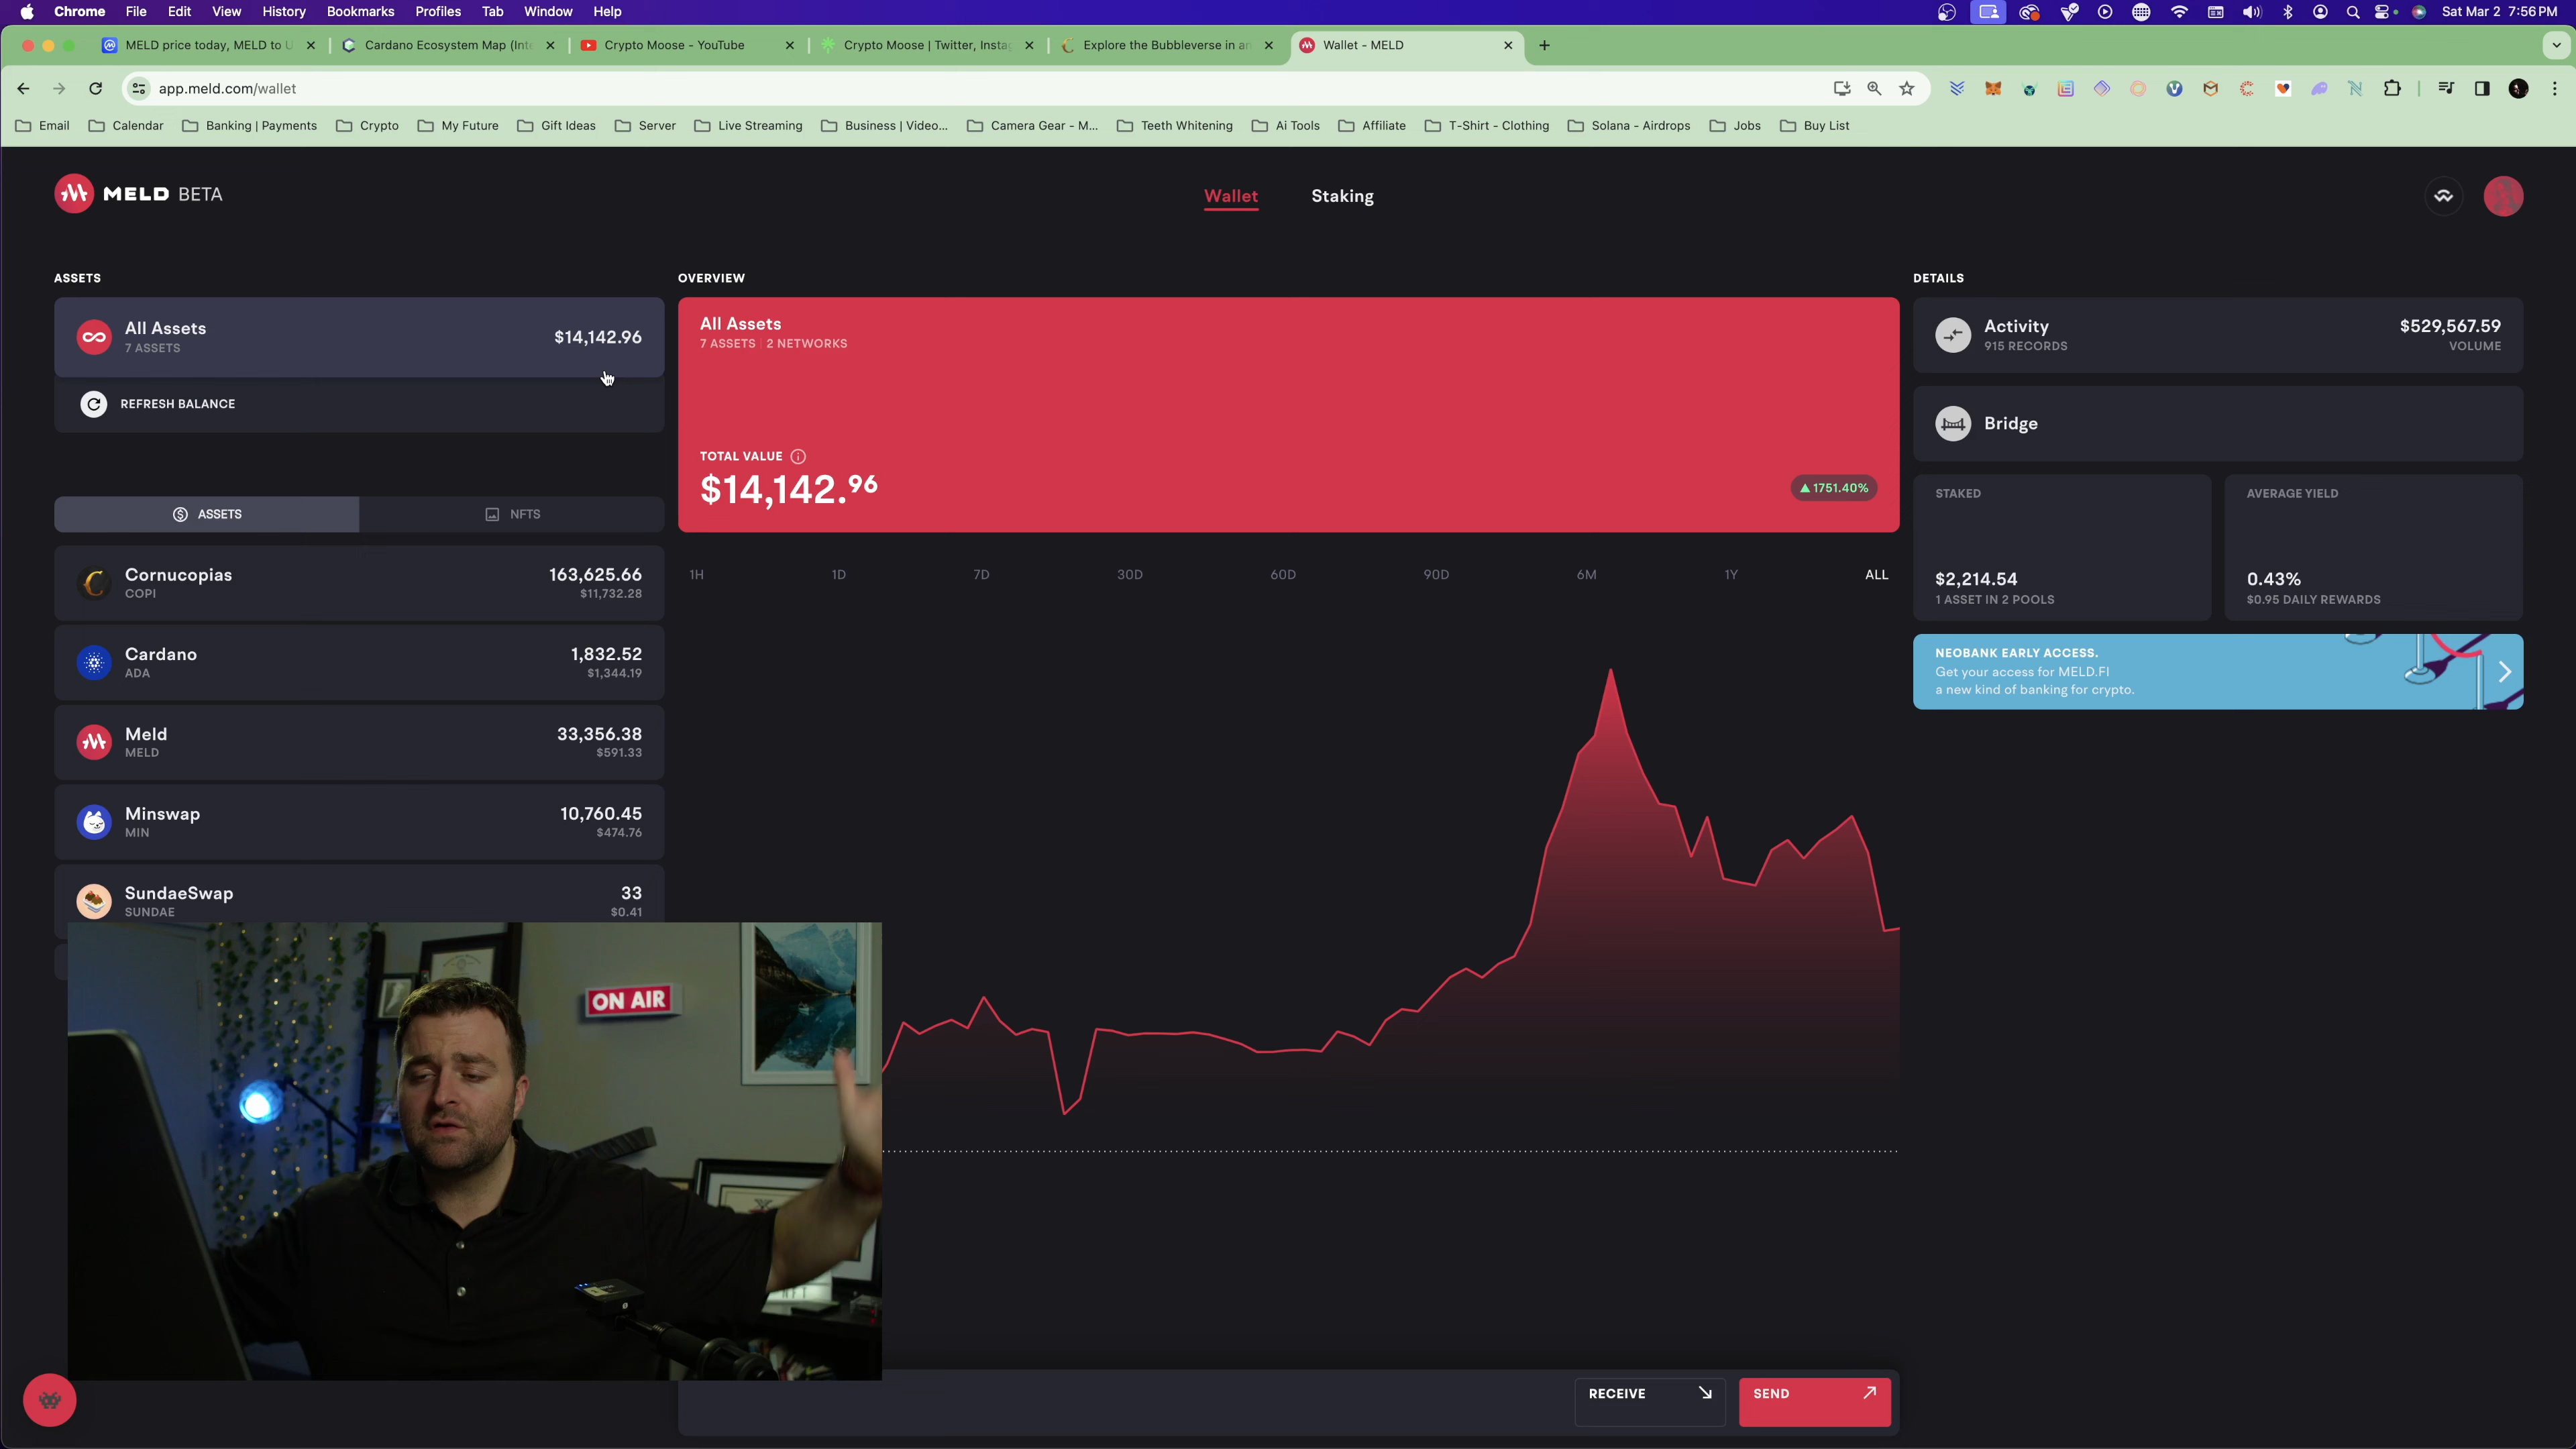 Chrome File Edit View History Bookmarks Profiles Tab Window Help
Sat Mar 2 7:56 PM
MELD price today, MELD to U
Cardano Ecosystem Map (Inte
Crypto Moose - YouTube
Crypto Moose | Twitter, Instag
Explore the Bubbleverse in an
Wallet - MELD
app.meld.com/wallet
Email Calendar Banking | Payments Crypto My Future Gift Ideas Server Live Streaming Business | Video... Camera Gear - M... Teeth Whitening Ai Tools Affiliate T-Shirt - Clothing Solana - Airdrops Jobs Buy List
MELD BETA
Wallet Staking
ASSETS
All Assets
7 ASSETS
$14,142.96
REFRESH BALANCE
ASSETS NFTS
Cornucopias 163,625.66
COPI $11,732.28
Cardano 1,832.52
ADA $1,344.19
Meld 33,356.38
MELD $591.33
Minswap 10,760.45
MIN $474.76
SundaeSwap 33
SUNDAE $0.41
OVERVIEW
All Assets
7 ASSETS | 2 NETWORKS
TOTAL VALUE
$14,142.96
▲1751.40%
1H 1D 7D 30D 60D 90D 6M 1Y ALL
DETAILS
Activity $529,567.59
915 RECORDS VOLUME
Bridge
STAKED AVERAGE YIELD
$2,214.54 0.43%
1 ASSET IN 2 POOLS $0.95 DAILY REWARDS
NEOBANK EARLY ACCESS.
Get your access for MELD.FI
a new kind of banking for crypto.
ON AIR
RECEIVE SEND